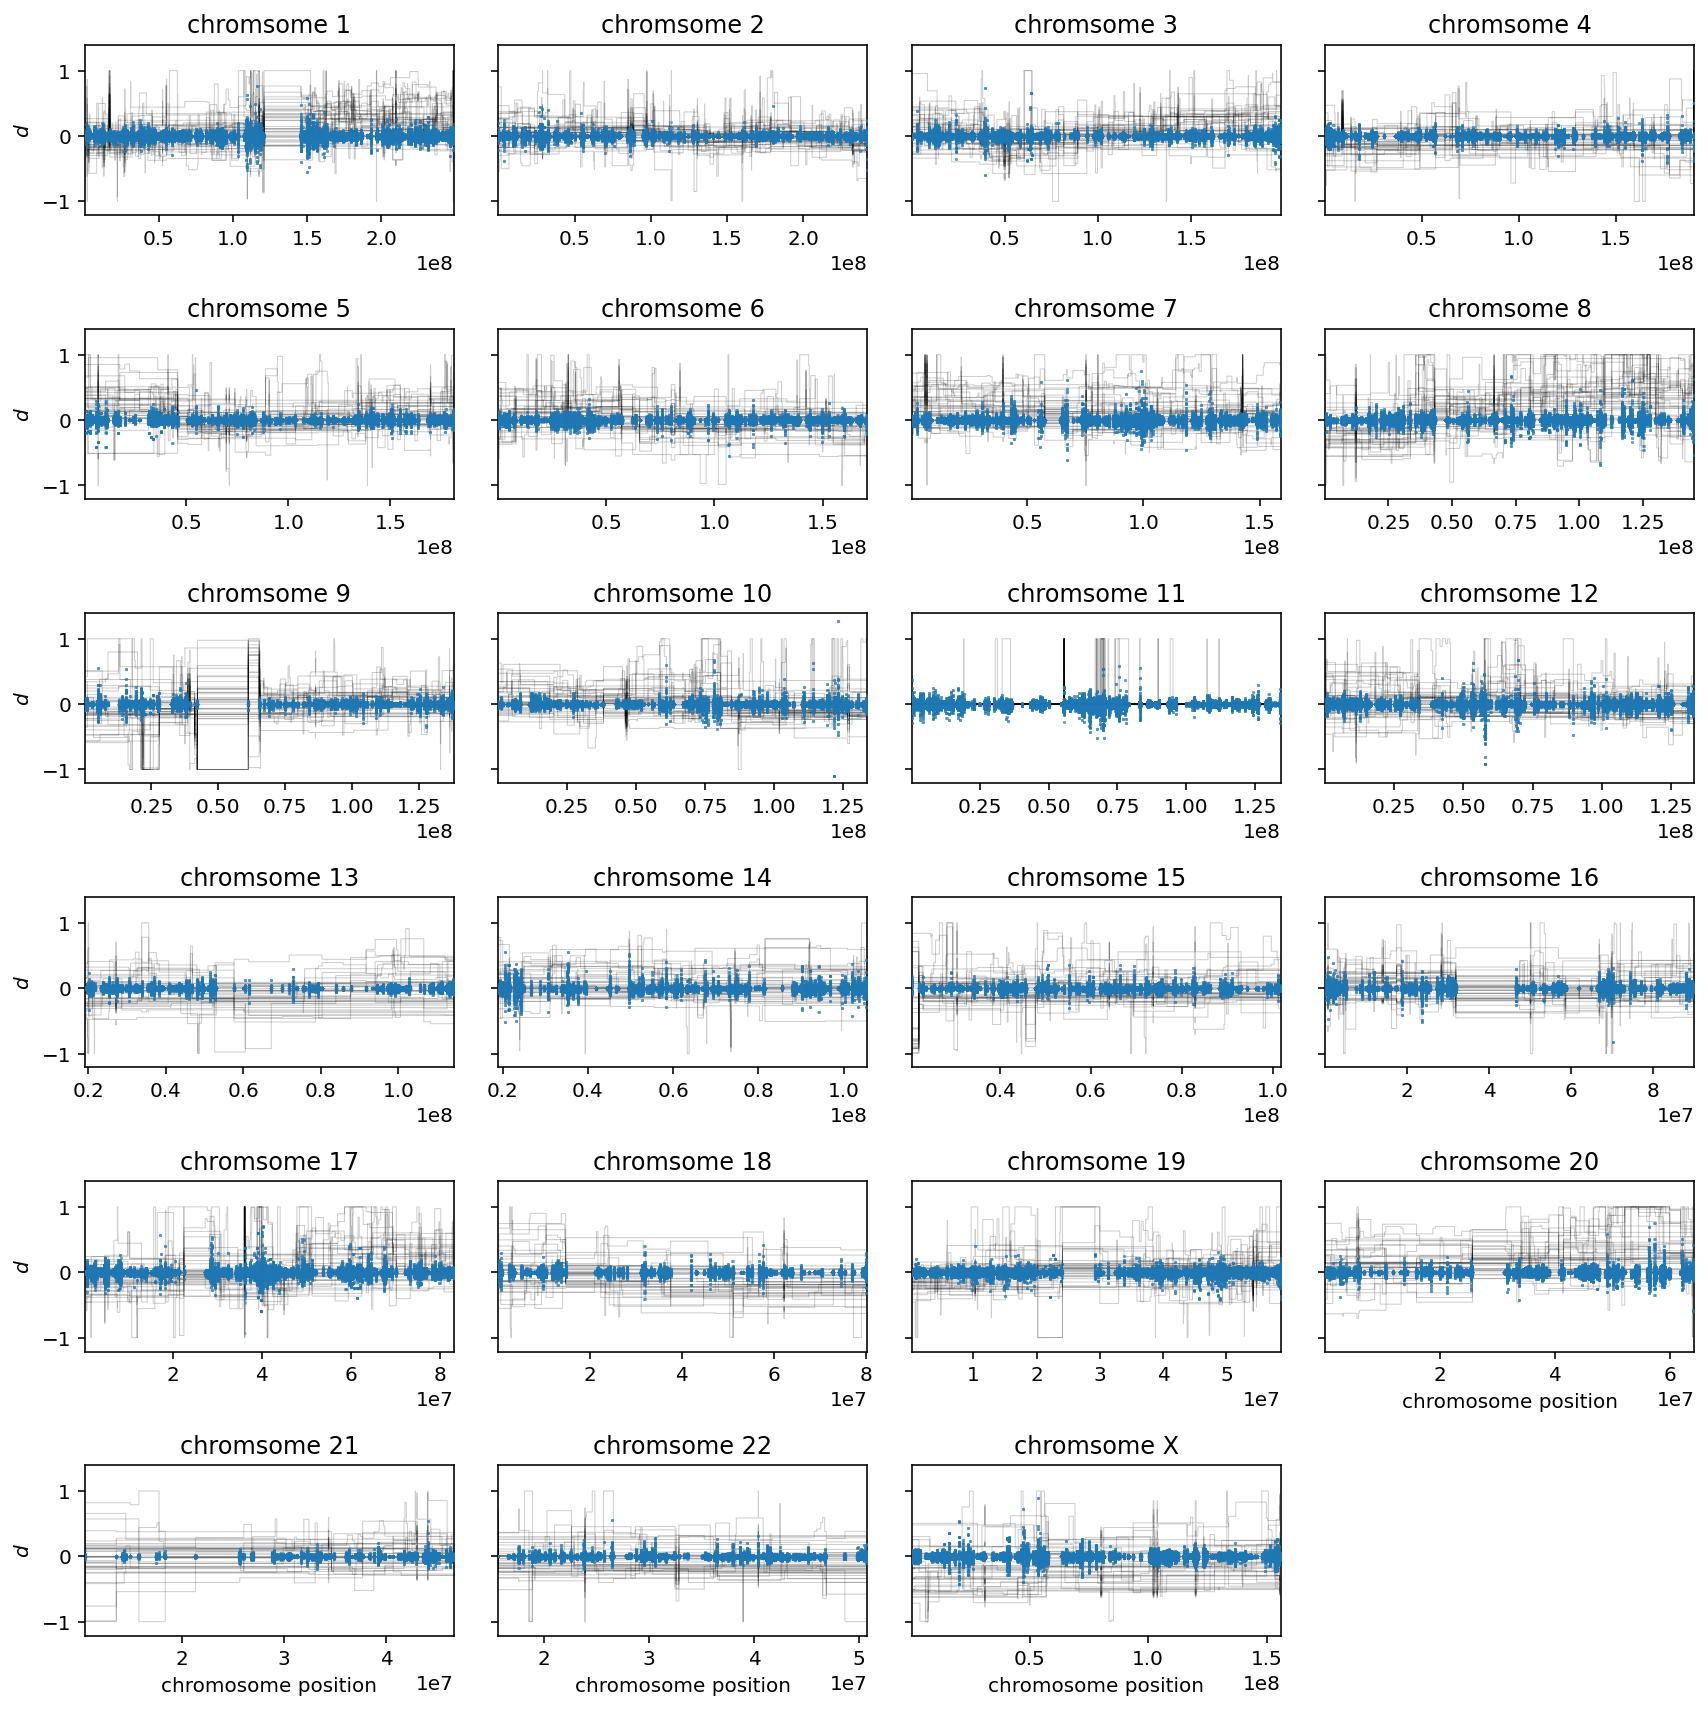 chromsome 1
chromsome 2
chromsome 3
chromsome 4
1
0
−1
d
0.5 1.0 1.5 2.0
1e8
0.5 1.0 1.5 2.0
1e8
0.5 1.0 1.5
1e8
0.5 1.0 1.5
1e8
chromsome 5
chromsome 6
chromsome 7
chromsome 8
1
0
−1
d
0.5 1.0 1.5
1e8
0.5 1.0 1.5
1e8
0.5 1.0 1.5
1e8
0.25 0.50 0.75 1.00 1.25
1e8
chromsome 9
chromsome 10
chromsome 11
chromsome 12
1
0
−1
d
0.25 0.50 0.75 1.00 1.25
1e8
0.25 0.50 0.75 1.00 1.25
1e8
0.25 0.50 0.75 1.00 1.25
1e8
0.25 0.50 0.75 1.00 1.25
1e8
chromsome 13
chromsome 14
chromsome 15
chromsome 16
1
0
−1
d
0.2 0.4 0.6 0.8 1.0
1e8
0.2 0.4 0.6 0.8 1.0
1e8
0.4 0.6 0.8 1.0
1e8
2 4 6 8
1e7
chromsome 17
chromsome 18
chromsome 19
chromsome 20
1
0
−1
d
2 4 6 8
1e7
2 4 6 8
1e7
1 2 3 4 5
1e7
2 4 6
1e7
chromosome position
chromsome 21
chromsome 22
chromsome X
1
0
−1
d
2 3 4
1e7
chromosome position
2 3 4 5
1e7
chromosome position
0.5 1.0 1.5
1e8
chromosome position